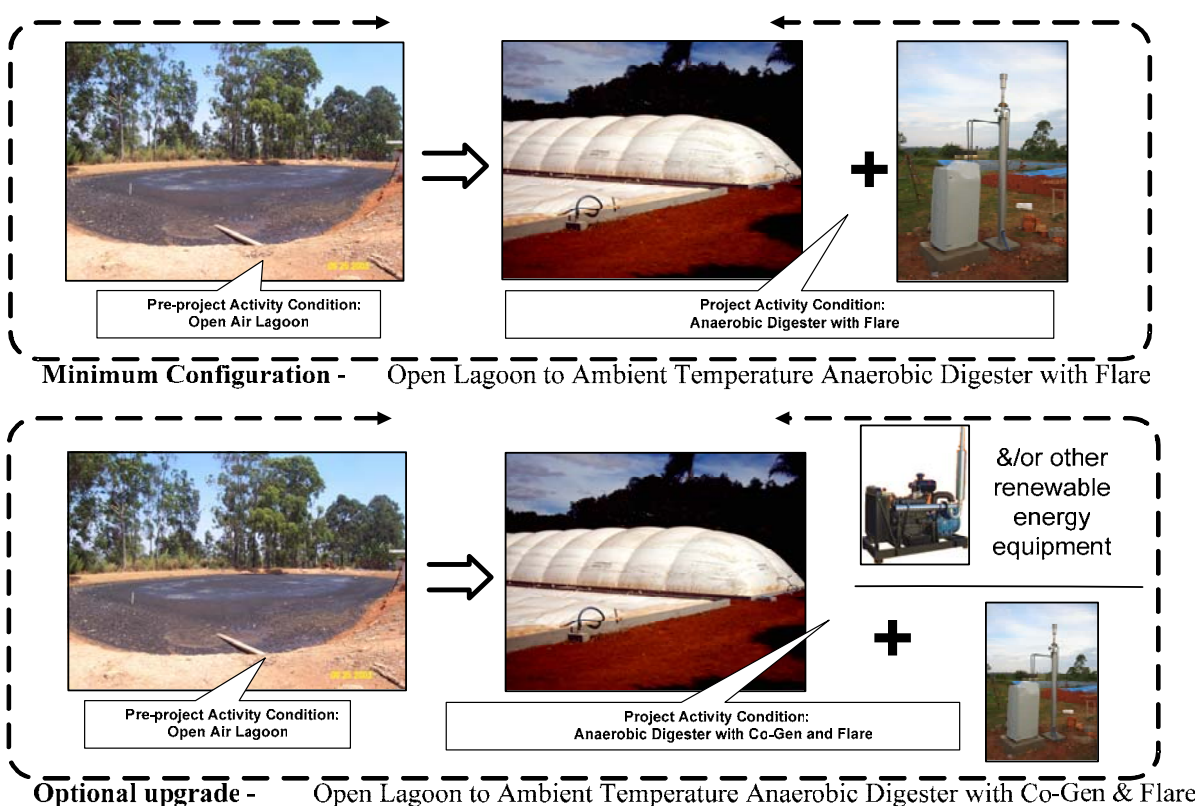 Pre-project Activity Condition:
Open Air Lagoon
Project Activity Condition:
Anaerobic Digester with Flare
Minimum Configuration - Open Lagoon to Ambient Temperature Anaerobic Digester with Flare
&/or other
renewable
energy
equipment
Pre-project Activity Condition:
Open Air Lagoon
Project Activity Condition:
Anaerobic Digester with Co-Gen and Flare
Optional upgrade - Open Lagoon to Ambient Temperature Anaerobic Digester with Co-Gen & Flare